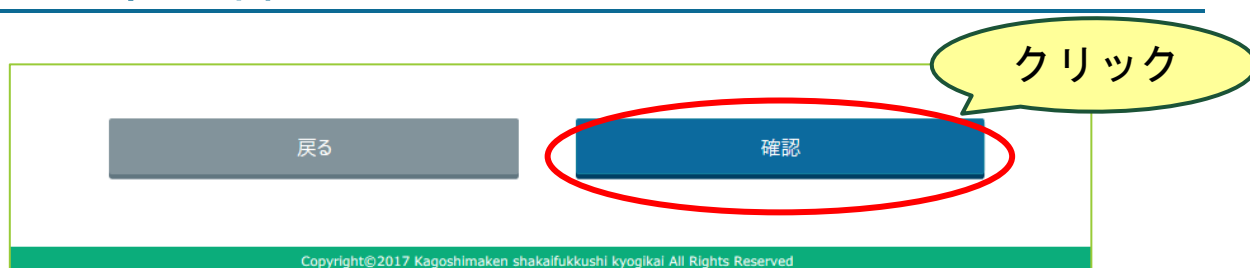 クリック
戻る 確認
Copyright©2017 Kagoshimaken shakaifukkushi kyogikai All Rights Reserved